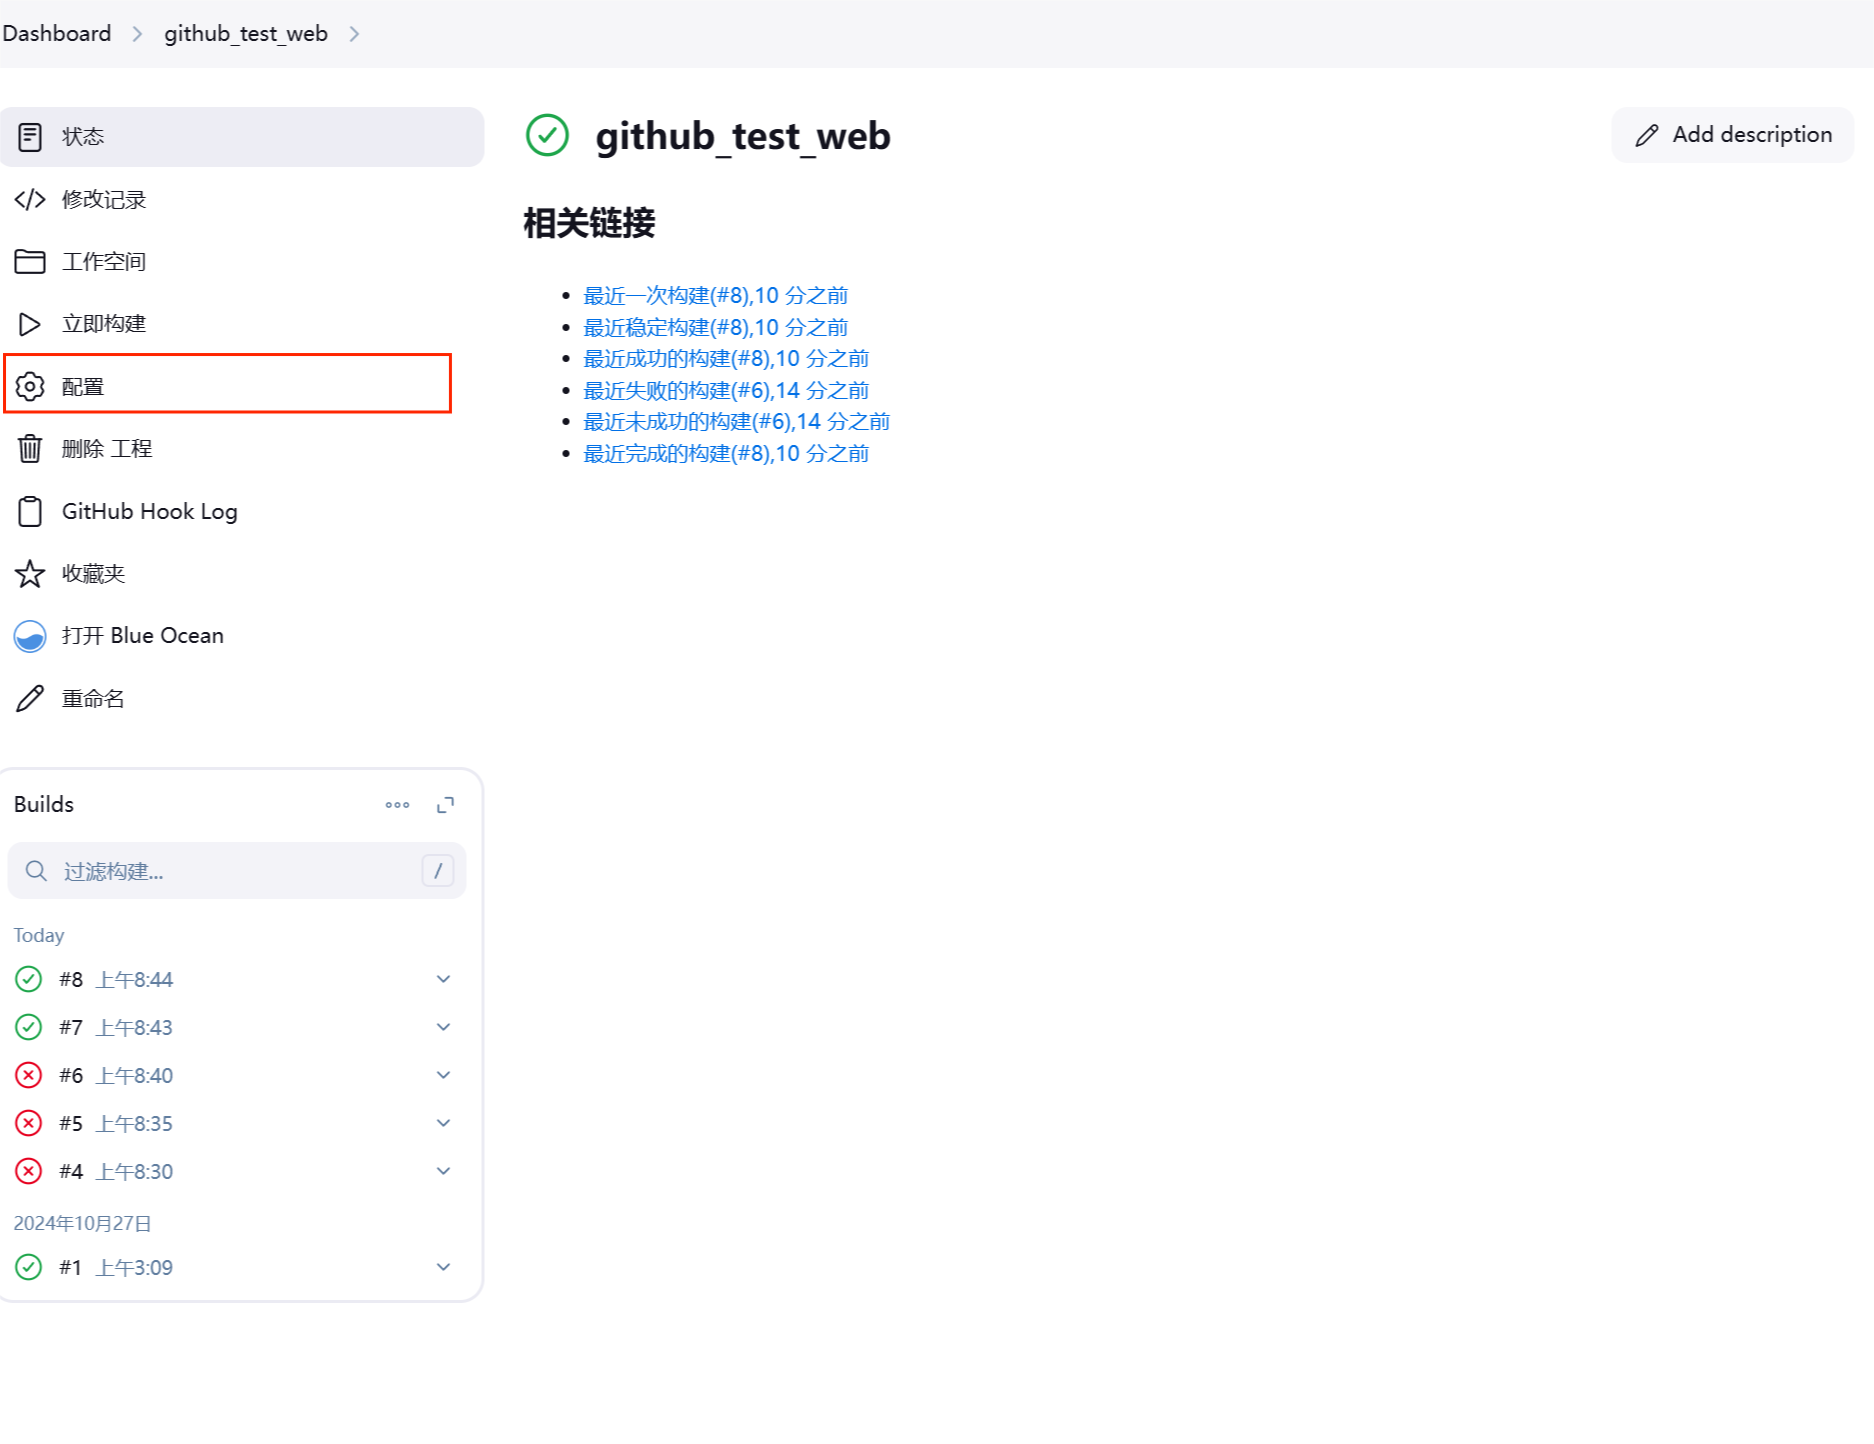 Dashboard
github_test_web
状态
修改记录
工作空间
立即构建
配置
删除 工程
GitHub Hook Log
收藏夹
打开 Blue Ocean
重命名
github_test_web
Add description
相关链接
最近一次构建(#8),10 分之前
最近稳定构建(#8),10 分之前
最近成功的构建(#8),10 分之前
最近失败的构建(#6),14 分之前
最近未成功的构建(#6),14 分之前
最近完成的构建(#8),10 分之前
Builds
过滤构建... /
Today
#8 上午8:44
#7 上午8:43
#6 上午8:40
#5 上午8:35
#4 上午8:30
2024年10月27日
#1 上午3:09